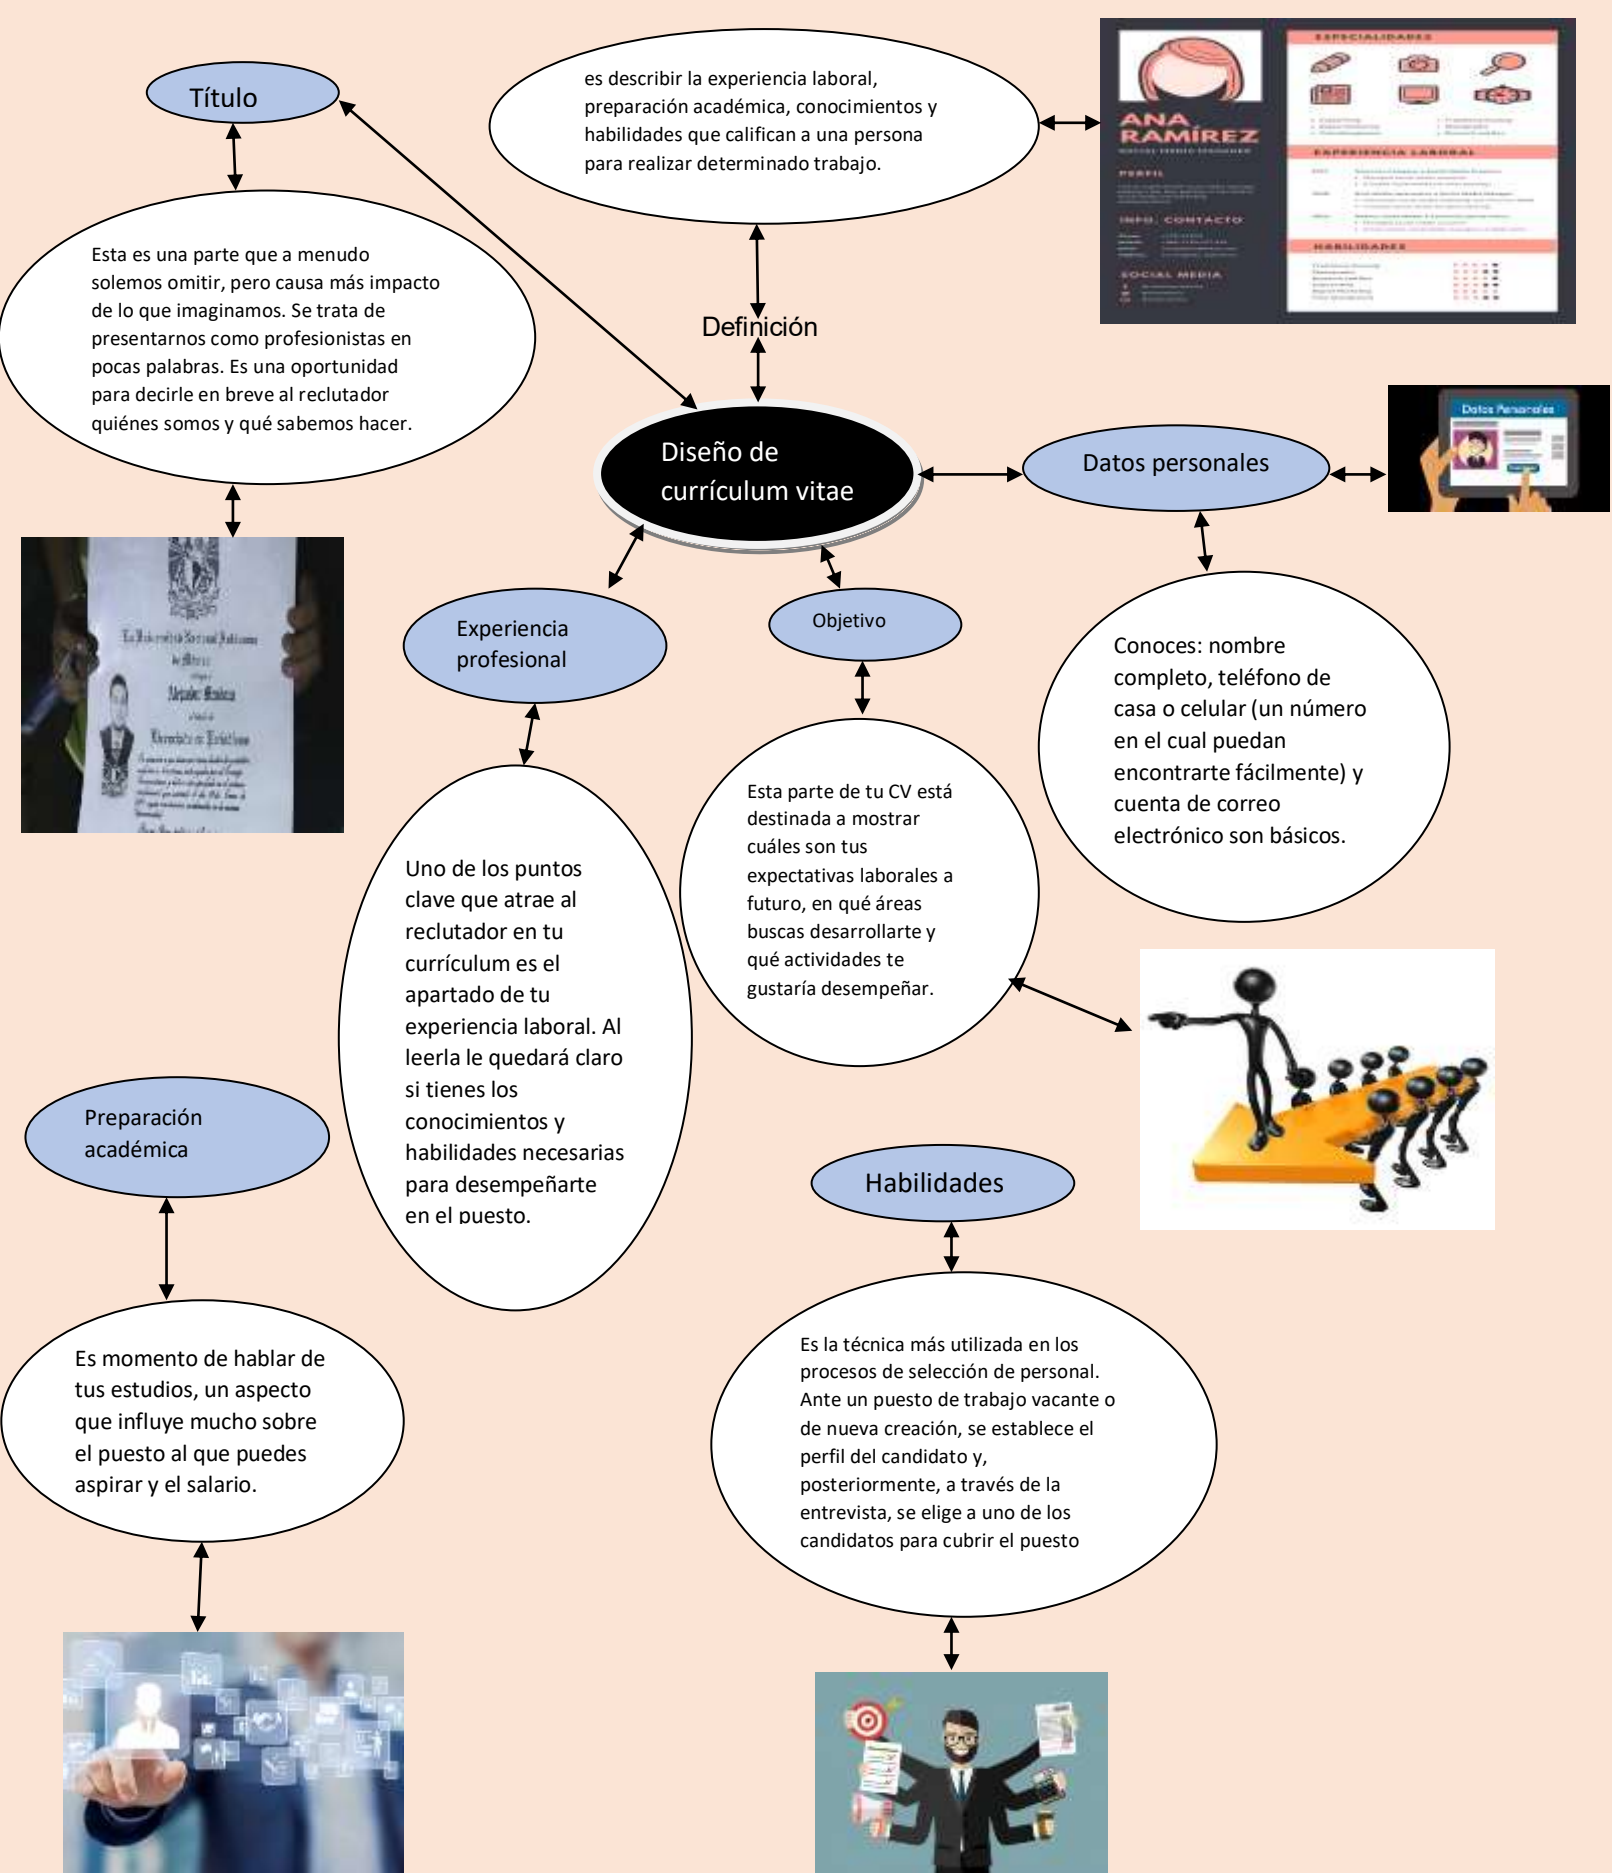 Título
es describir la experiencia laboral,
preparación académica, conocimientos y
habilidades que califican a una persona
para realizar determinado trabajo.
ESPECIALIDADES
ANA
RAMÍREZ
SOCIAL MEDIA MANAGER
PERFIL
INFO. CONTACTO
SOCIAL MEDIA
EXPERIENCIA LABORAL
HABILIDADES
Esta es una parte que a menudo
solemos omitir, pero causa más impacto
de lo que imaginamos. Se trata de
presentarnos como profesionistas en
pocas palabras. Es una oportunidad
para decirle en breve al reclutador
quiénes somos y qué sabemos hacer.
Definición
Diseño de
currículum vitae
Datos personales
Datos Personales
Experiencia
profesional
Objetivo
Conoces: nombre
completo, teléfono de
casa o celular (un número
en el cual puedan
encontrarte fácilmente) y
cuenta de correo
electrónico son básicos.
La Universidad Nacional Autónoma
de México
Esta parte de tu CV está
destinada a mostrar
cuáles son tus
expectativas laborales a
futuro, en qué áreas
buscas desarrollarte y
qué actividades te
gustaría desempeñar.
Uno de los puntos
clave que atrae al
reclutador en tu
currículum es el
apartado de tu
experiencia laboral. Al
leerla le quedará claro
si tienes los
conocimientos y
habilidades necesarias
para desempeñarte
en el puesto.
Preparación
académica
Habilidades
Es momento de hablar de
tus estudios, un aspecto
que influye mucho sobre
el puesto al que puedes
aspirar y el salario.
Es la técnica más utilizada en los
procesos de selección de personal.
Ante un puesto de trabajo vacante o
de nueva creación, se establece el
perfil del candidato y,
posteriormente, a través de la
entrevista, se elige a uno de los
candidatos para cubrir el puesto